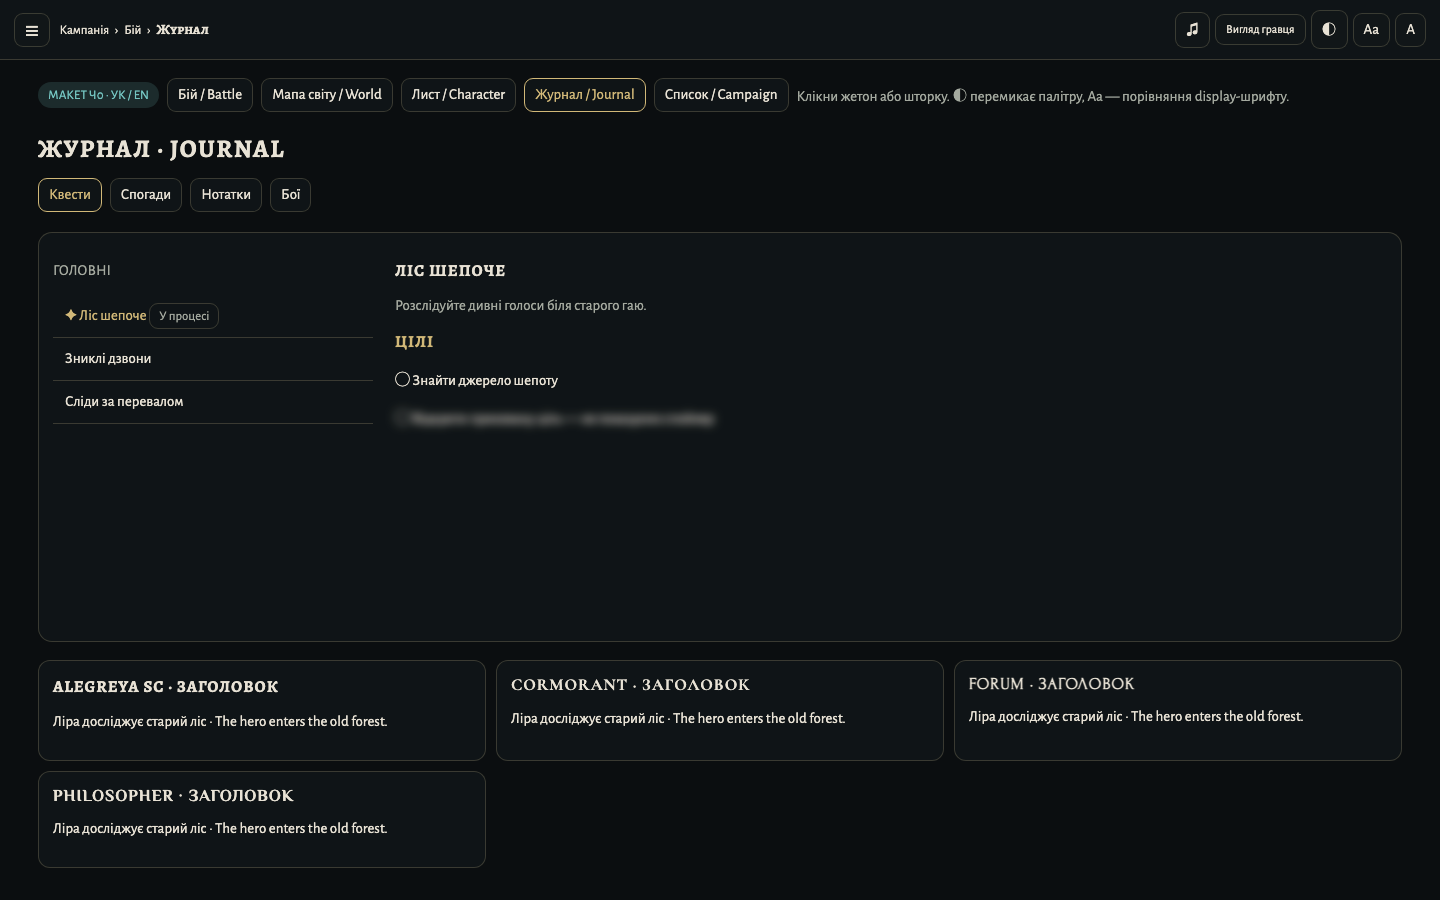 Кампанія › Бій › Журнал
Вигляд гравця
Aa
A
МАКЕТ Чо · УК / EN
Бій / Battle
Мапа світу / World
Лист / Character
Журнал / Journal
Список / Campaign
Клікни жетон або шторку. ◐ перемикає палітру, Aa — порівняння display-шрифту.
ЖУРНАЛ · JOURNAL
Квести
Спогади
Нотатки
Бої
ГОЛОВНІ
✦ Ліс шепоче У процесі
Зниклі дзвони
Сліди за перевалом
ЛІС ШЕПОЧЕ
Розслідуйте дивні голоси біля старого гаю.
ЦІЛІ
◯ Знайти джерело шепоту
ALEGREYA SC · ЗАГОЛОВОК
Ліра досліджує старий ліс · The hero enters the old forest.
CORMORANT · ЗАГОЛОВОК
Ліра досліджує старий ліс · The hero enters the old forest.
FORUM · ЗАГОЛОВОК
Ліра досліджує старий ліс · The hero enters the old forest.
PHILOSOPHER · ЗАГОЛОВОК
Ліра досліджує старий ліс · The hero enters the old forest.